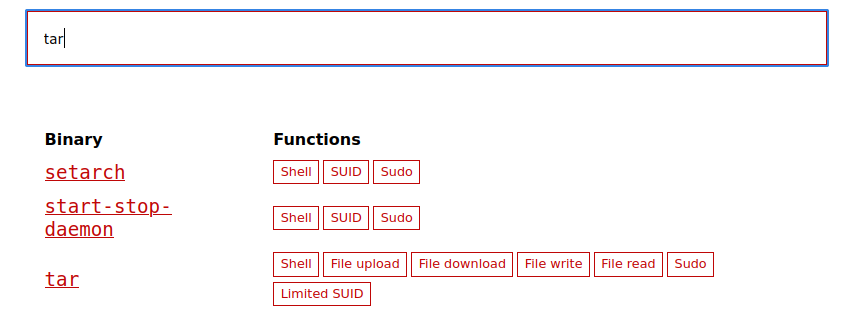 tar
Binary Functions
setarch Shell SUID Sudo
start-stop-
daemon Shell SUID Sudo
tar Shell File upload File download File write File read Sudo
Limited SUID